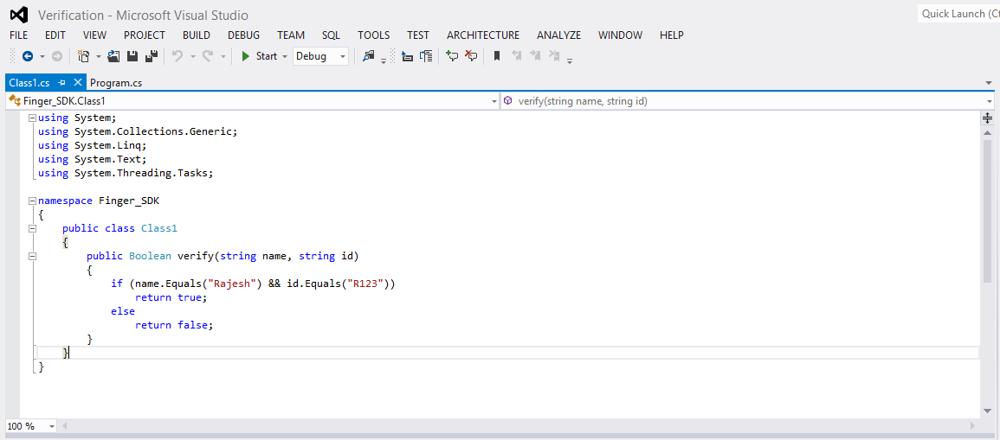 Verification - Microsoft Visual Studio
Quick Launch (Ct
FILE EDIT VIEW PROJECT BUILD DEBUG TEAM SQL TOOLS TEST ARCHITECTURE ANALYZE WINDOW HELP
Start Debug
Class1.cs Program.cs
Finger_SDK.Class1 verify(string name, string id)
using System;
using System.Collections.Generic;
using System.Linq;
using System.Text;
using System.Threading.Tasks;
namespace Finger_SDK
{
    public class Class1
    {
        public Boolean verify(string name, string id)
        {
            if (name.Equals("Rajesh") && id.Equals("R123"))
                return true;
            else
                return false;
        }
    }
}
100 %